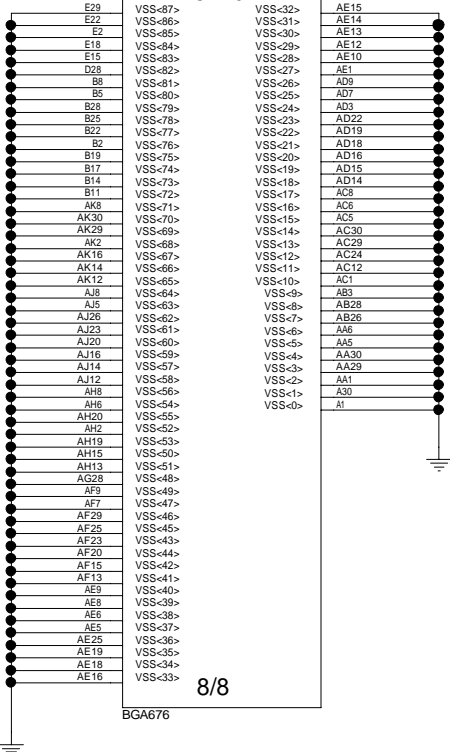 E29 VSS<87> VSS<32> AE15
E22 VSS<86> VSS<31> AE14
E2 VSS<85> VSS<30> AE13
E18 VSS<84> VSS<29> AE12
E15 VSS<83> VSS<28> AE10
D28 VSS<82> VSS<27> AE1
B8 VSS<81> VSS<26> AD9
B5 VSS<80> VSS<25> AD7
B28 VSS<79> VSS<24> AD3
B25 VSS<78> VSS<23> AD22
B22 VSS<77> VSS<22> AD19
B2 VSS<76> VSS<21> AD18
B19 VSS<75> VSS<20> AD16
B17 VSS<74> VSS<19> AD15
B14 VSS<73> VSS<18> AD14
B11 VSS<72> VSS<17> AC8
AK8 VSS<71> VSS<16> AC6
AK30 VSS<70> VSS<15> AC5
AK29 VSS<69> VSS<14> AC30
AK2 VSS<68> VSS<13> AC29
AK16 VSS<67> VSS<12> AC24
AK14 VSS<66> VSS<11> AC12
AK12 VSS<65> VSS<10> AC1
AJ8 VSS<64> VSS<9> AB3
AJ5 VSS<63> VSS<8> AB28
AJ26 VSS<62> VSS<7> AB26
AJ23 VSS<61> VSS<6> AA6
AJ20 VSS<60> VSS<5> AA5
AJ16 VSS<59> VSS<4> AA30
AJ14 VSS<57> VSS<3> AA29
AJ12 VSS<58> VSS<2> AA1
AH8 VSS<56> VSS<1> A30
AH6 VSS<54> VSS<0> A1
AH20 VSS<55>
AH2 VSS<52>
AH19 VSS<53>
AH15 VSS<50>
AH13 VSS<51>
AG28 VSS<48>
AF9 VSS<49>
AF7 VSS<47>
AF29 VSS<46>
AF25 VSS<45>
AF23 VSS<43>
AF20 VSS<44>
AF15 VSS<42>
AF13 VSS<41>
AE9 VSS<40>
AE8 VSS<39>
AE6 VSS<38>
AE5 VSS<37>
AE25 VSS<36>
AE19 VSS<35>
AE18 VSS<34>
AE16 VSS<33>
8/8
BGA676